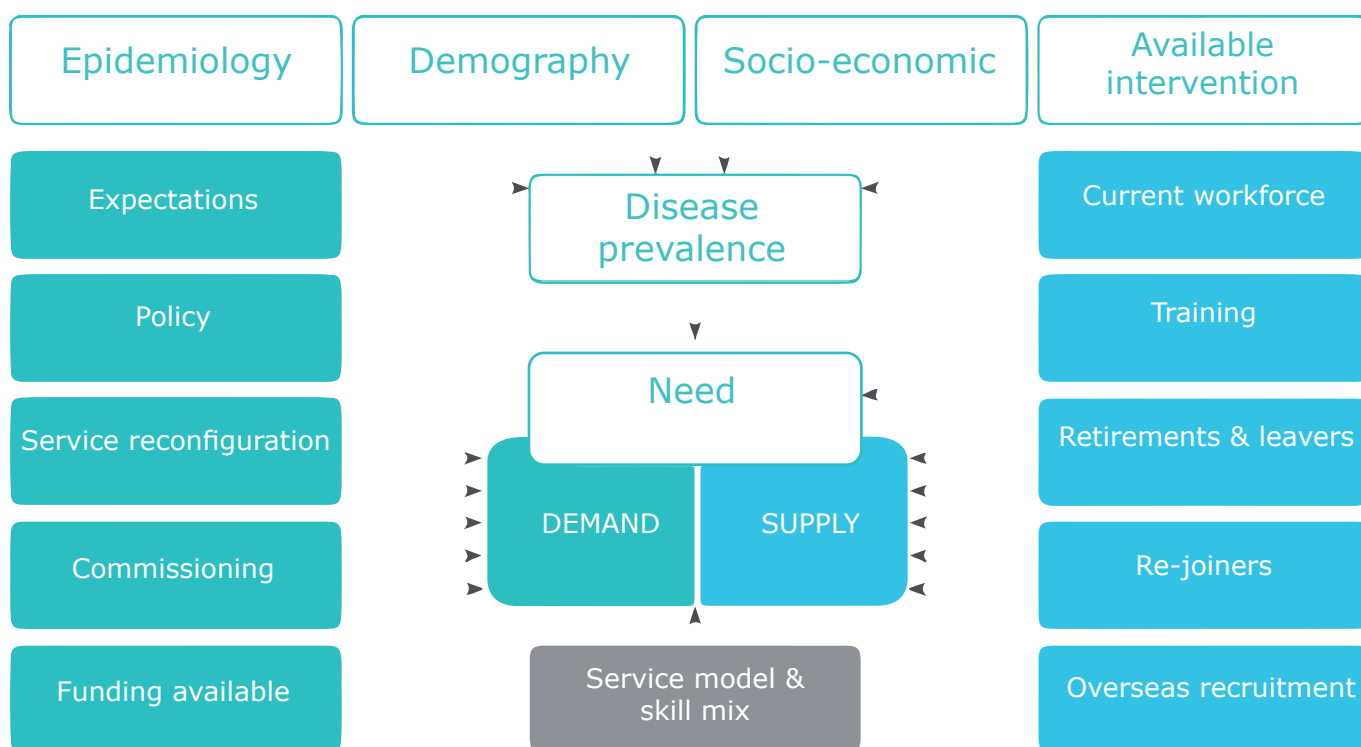 Epidemiology
Demography
Socio-economic
Available
intervention
Expectations
Disease
prevalence
Current workforce
Policy
Training
Need
Service reconfiguration
Retirements & leavers
DEMAND
SUPPLY
Commissioning
Re-joiners
Funding available
Service model &
skill mix
Overseas recruitment